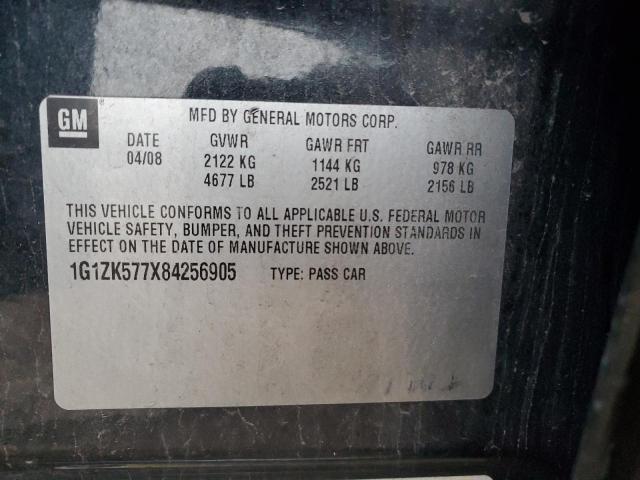 GM
MFD BY GENERAL MOTORS CORP.
DATE GVWR GAWR FRT GAWR RR
04/08 2122 KG 1144 KG 978 KG
4677 LB 2521 LB 2156 LB
THIS VEHICLE CONFORMS TO ALL APPLICABLE U.S. FEDERAL MOTOR
VEHICLE SAFETY, BUMPER, AND THEFT PREVENTION STANDARDS IN
EFFECT ON THE DATE OF MANUFACTURE SHOWN ABOVE.
1G1ZK577X84256905 TYPE: PASS CAR